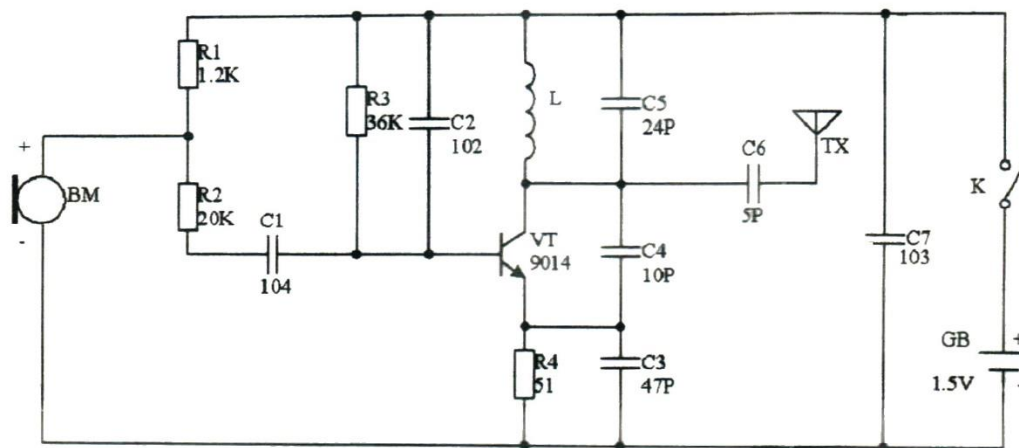 R1
1.2K
R3
36K
C2
102
L
C5
24P
C6
5P
TX
+
BM
-
R2
20K
C1
104
VT
9014
C4
10P
K
C7
103
R4
51
C3
47P
GB
+
1.5V
-